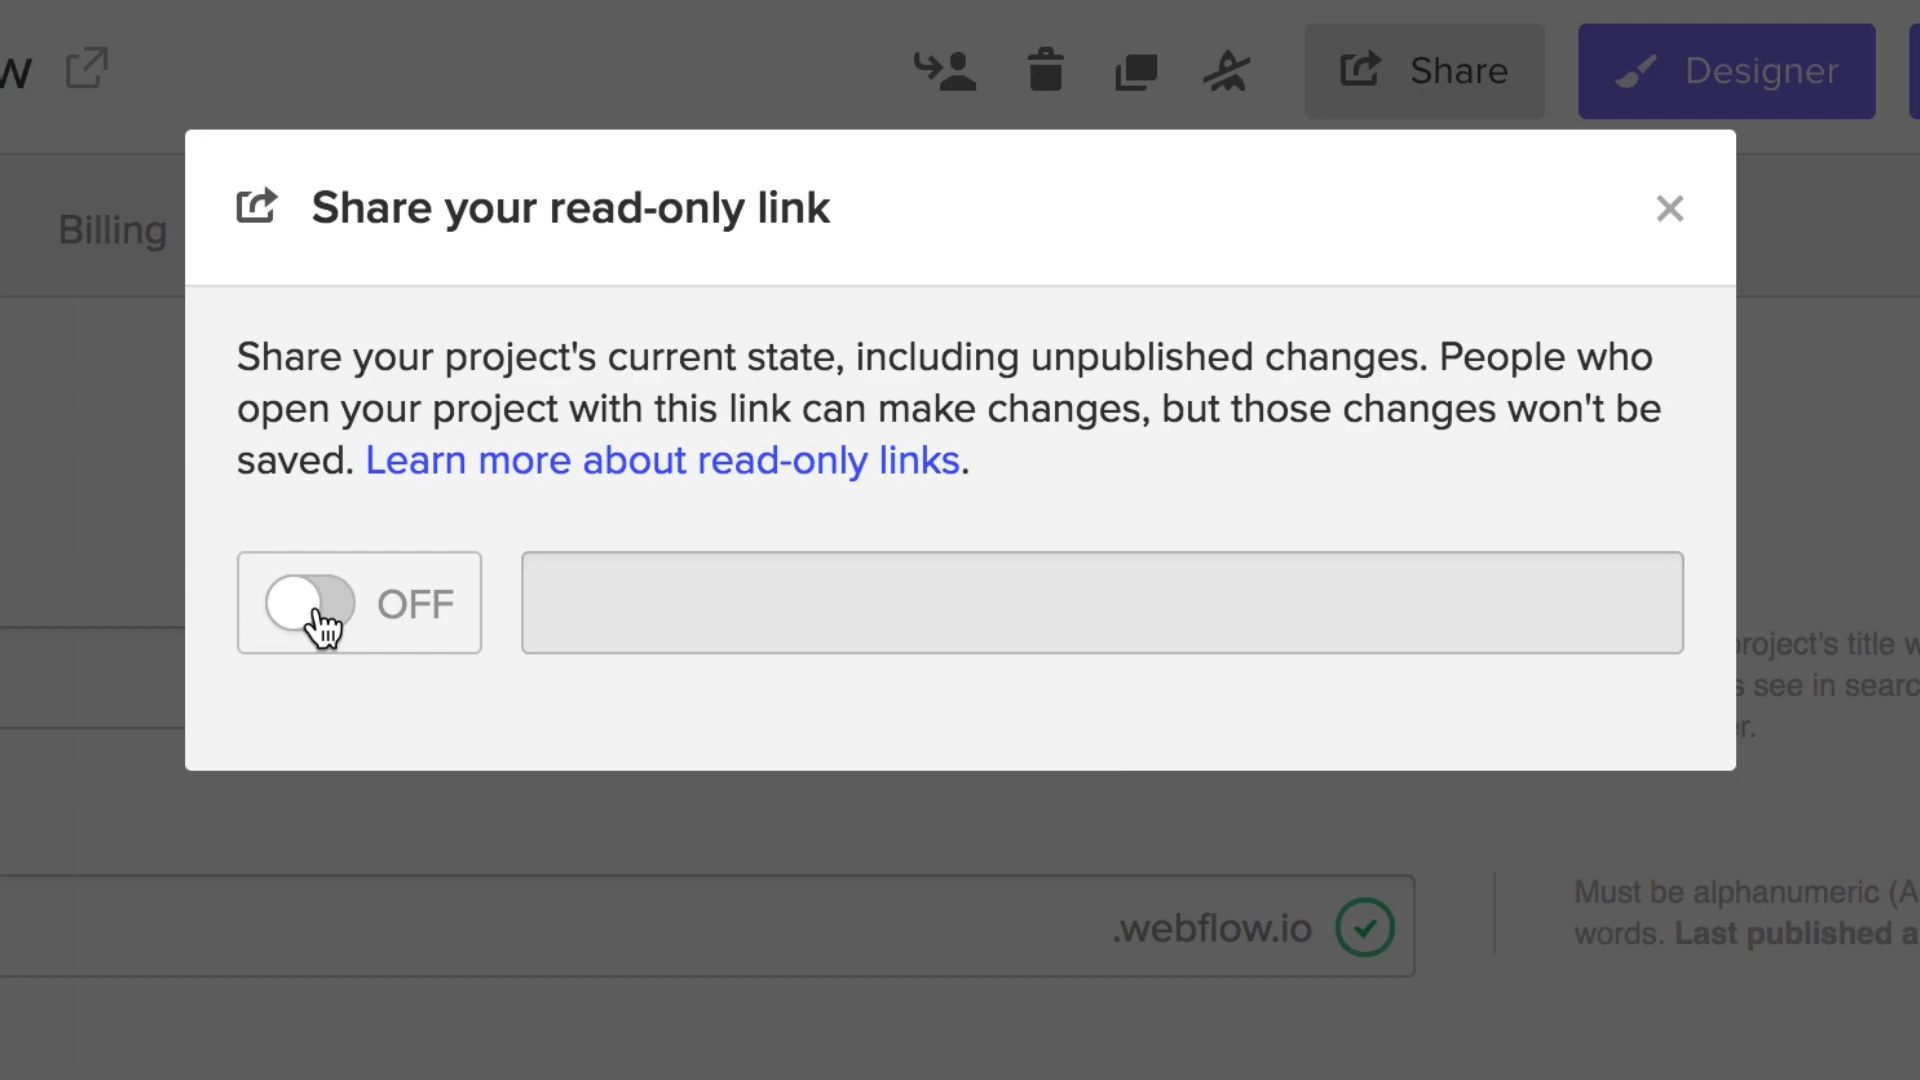 w
Share
Designer
Billing
Share your read-only link
Share your project's current state, including unpublished changes. People who
open your project with this link can make changes, but those changes won't be
saved. Learn more about read-only links.
OFF
project's title w
s see in searc
er.
.webflow.io
Must be alphanumeric (A
words. Last published a